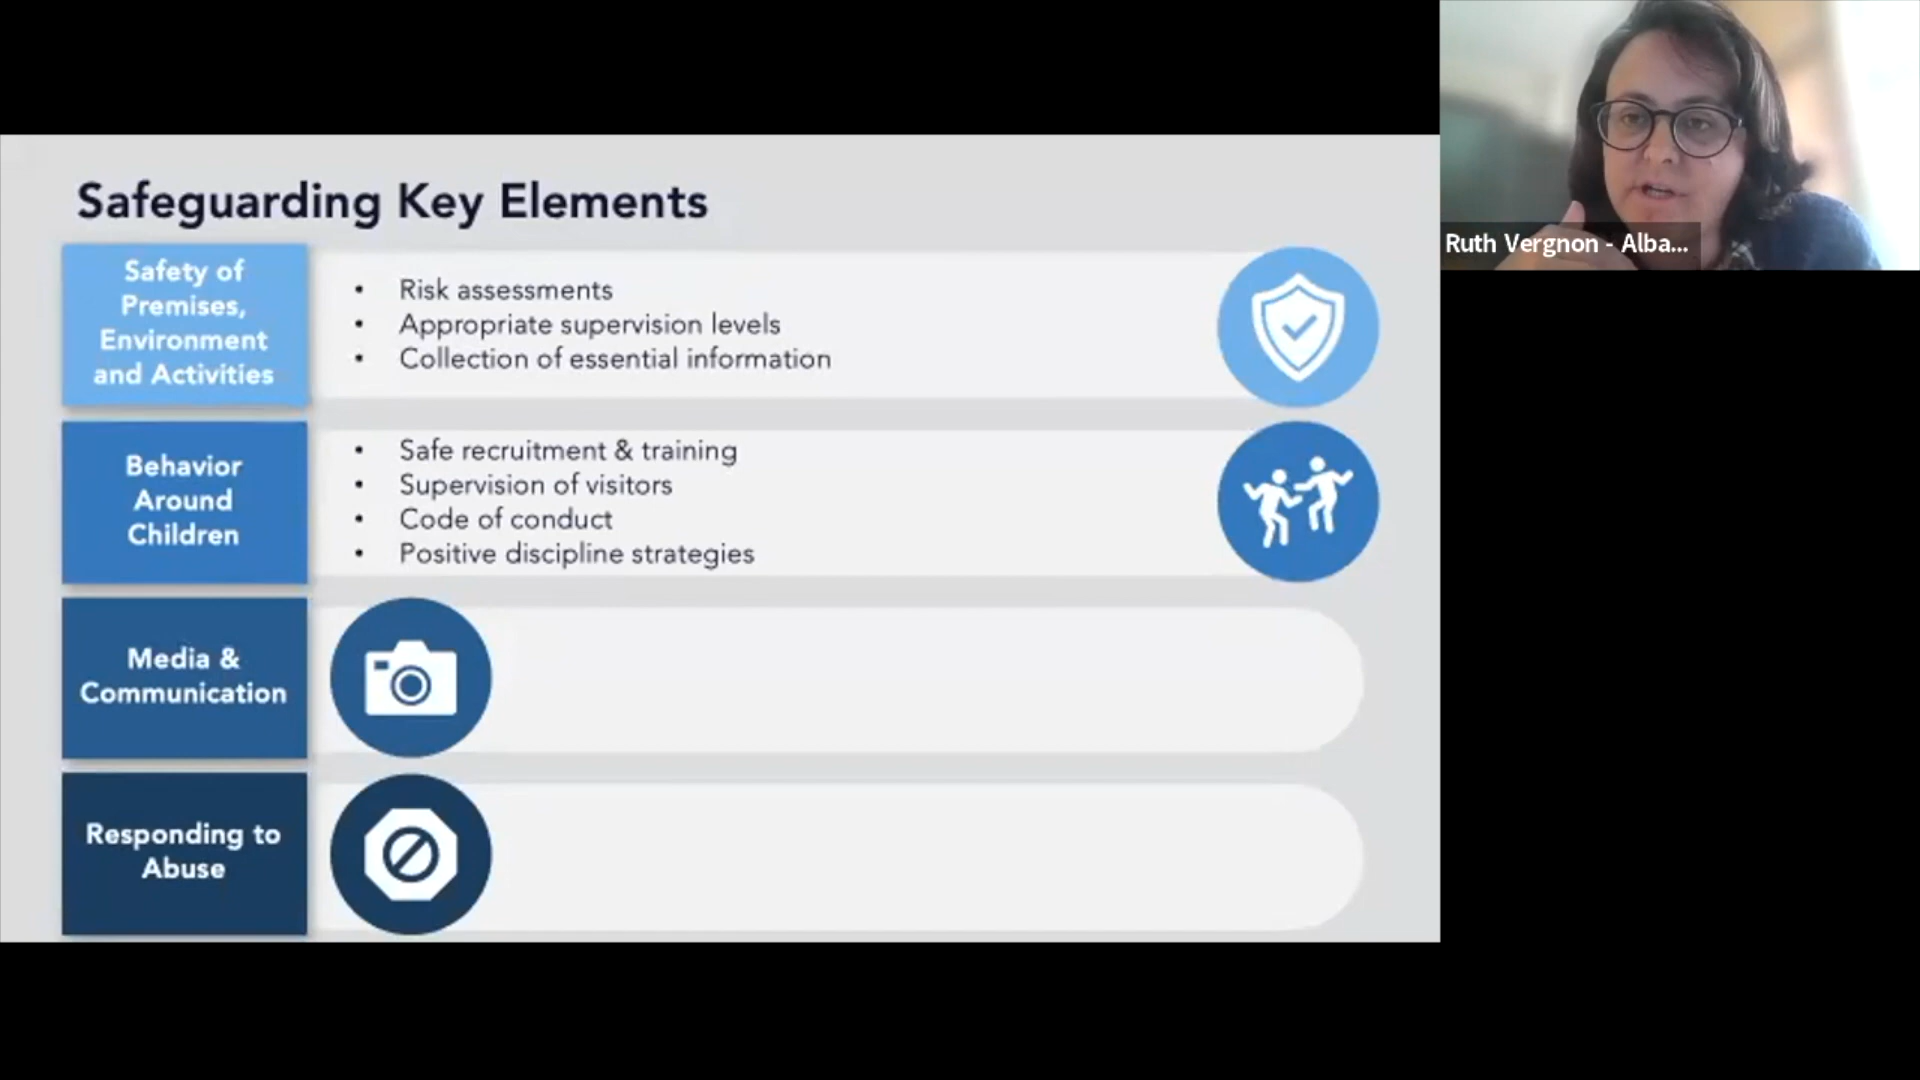 Safeguarding Key Elements
Safety of
Premises,
Environment
and Activities
• Risk assessments
• Appropriate supervision levels
• Collection of essential information
Behavior
Around
Children
• Safe recruitment & training
• Supervision of visitors
• Code of conduct
• Positive discipline strategies
Media &
Communication
Responding to
Abuse
Ruth Vergnon - Alba...